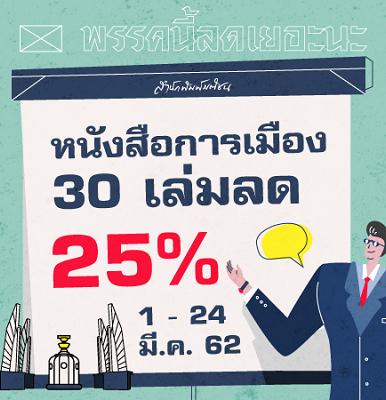 พรรคนี้ลดเยอะนะ
สำนักพิมพ์มติชน
หนังสือการเมือง
30 เล่มลด
25%
1 - 24
มี.ค. 62